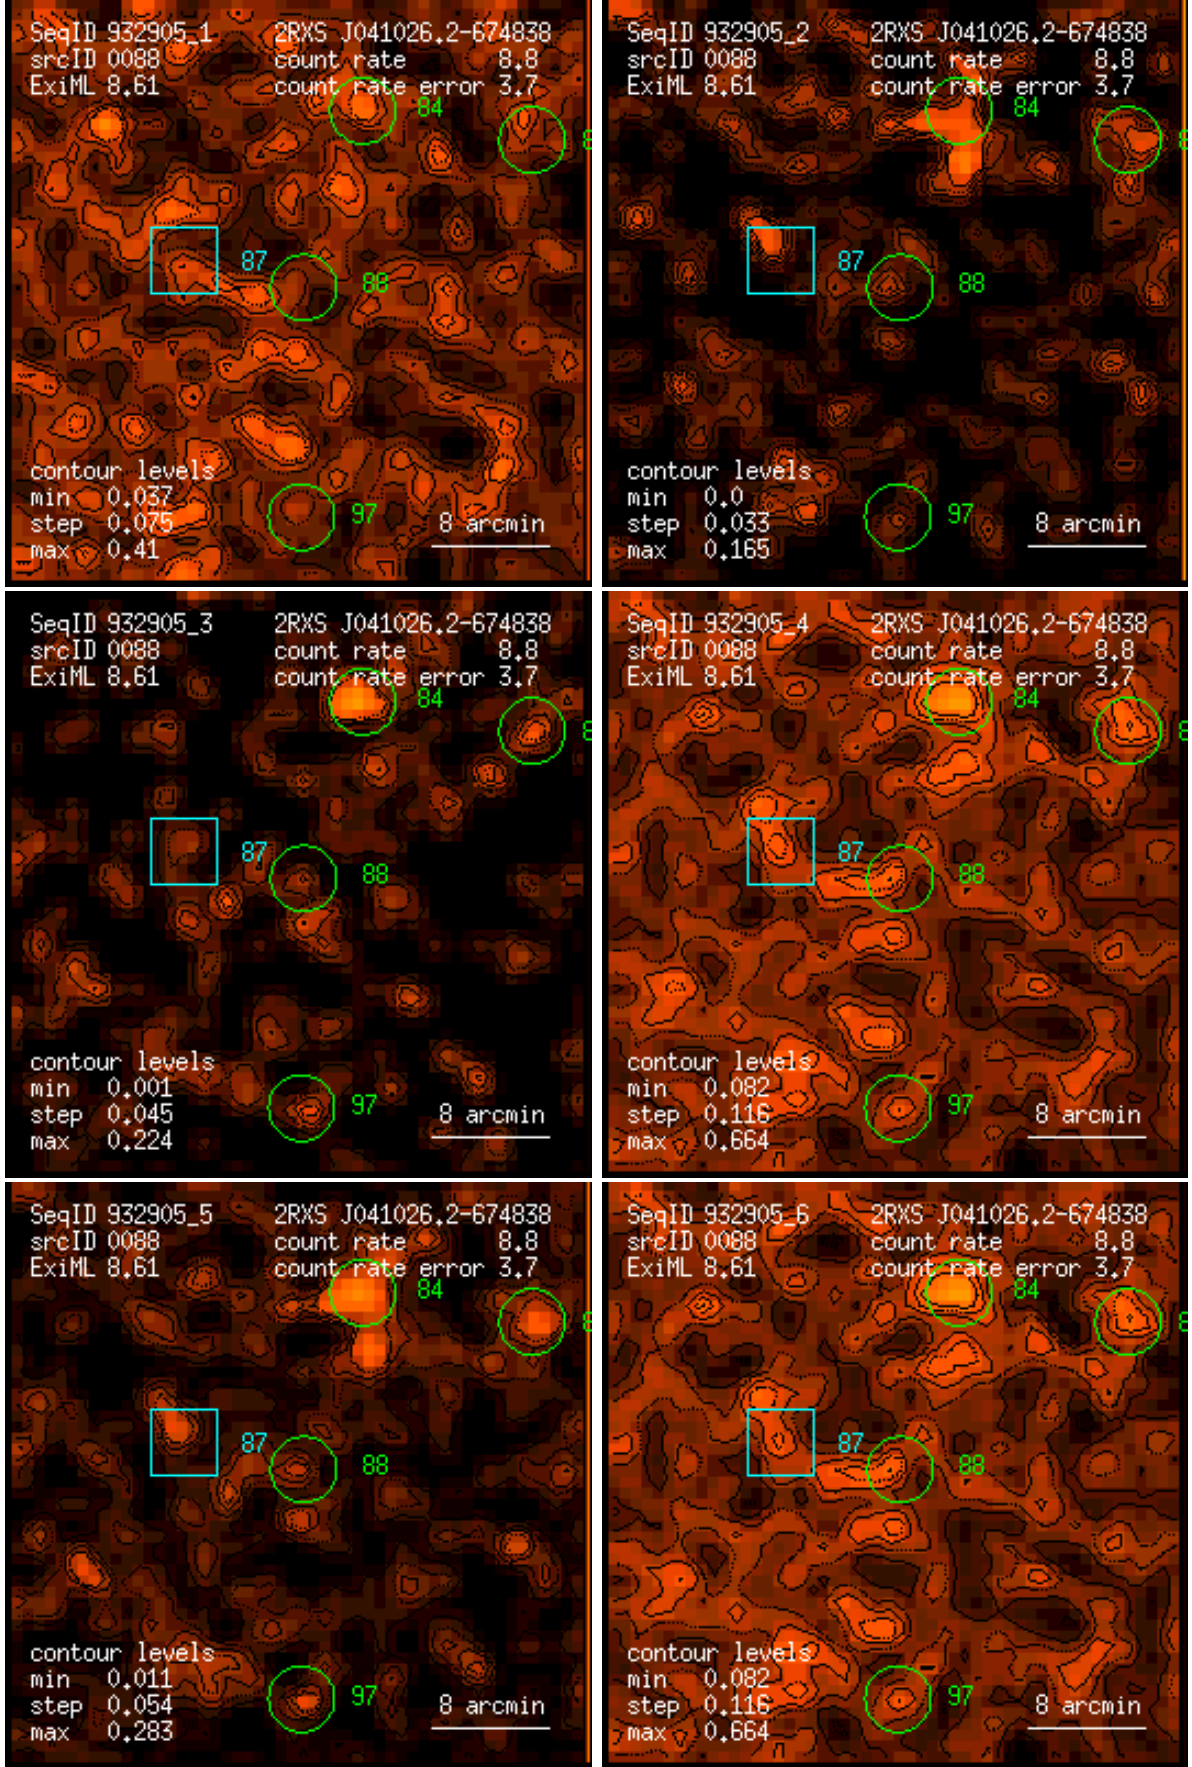 SeqID 932905_1 2RXS J041026.2-674838
srcID 0088 count rate 8.8
ExiML 8.61 count rate error 3.7
84
8
87
88
contour levels
min 0.037
step 0.075
max 0.41
97
8 arcmin
SeqID 932905_2 2RXS J041026.2-674838
srcID 0088 count rate 8.8
ExiML 8.61 count rate error 3.7
84
8
87
88
contour levels
min 0.0
step 0.033
max 0.165
97
8 arcmin
SeqID 932905_3 2RXS J041026.2-674838
srcID 0088 count rate 8.8
ExiML 8.61 count rate error 3.7
84
8
87
88
contour levels
min 0.001
step 0.045
max 0.224
97
8 arcmin
SeqID 932905_4 2RXS J041026.2-674838
srcID 0088 count rate 8.8
ExiML 8.61 count rate error 3.7
84
8
87
88
contour levels
min 0.082
step 0.116
max 0.664
97
8 arcmin
SeqID 932905_5 2RXS J041026.2-674838
srcID 0088 count rate 8.8
ExiML 8.61 count rate error 3.7
84
8
87
88
contour levels
min 0.011
step 0.054
max 0.283
97
8 arcmin
SeqID 932905_6 2RXS J041026.2-674838
srcID 0088 count rate 8.8
ExiML 8.61 count rate error 3.7
84
8
87
88
contour levels
min 0.082
step 0.116
max 0.664
97
8 arcmin